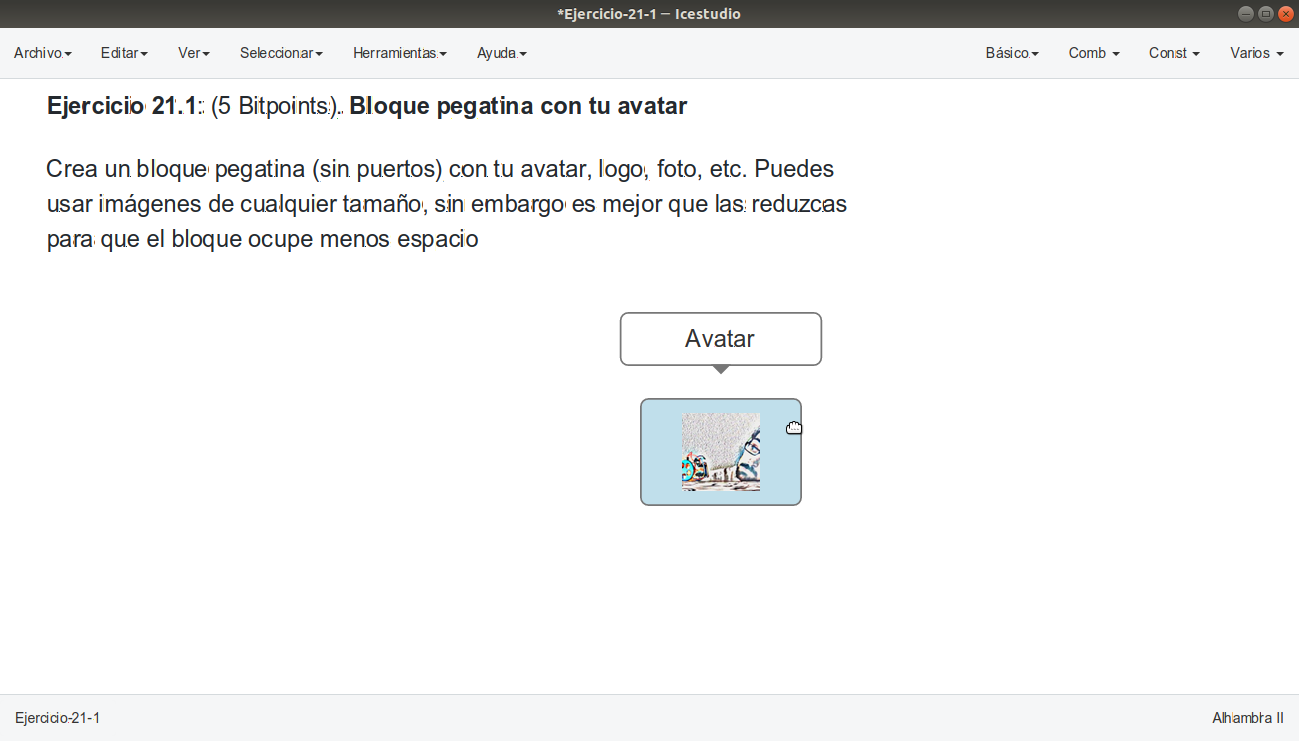 *Ejercicio-21-1 — Icestudio
Archivo Editar Ver Seleccionar Herramientas Ayuda Básico Comb Const Varios
Ejercicio 21.1: (5 Bitpoints). Bloque pegatina con tu avatar
Crea un bloque pegatina (sin puertos) con tu avatar, logo, foto, etc. Puedes
usar imágenes de cualquier tamaño, sin embargo es mejor que las reduzcas
para que el bloque ocupe menos espacio
Avatar
Ejercicio-21-1 Alhambra II